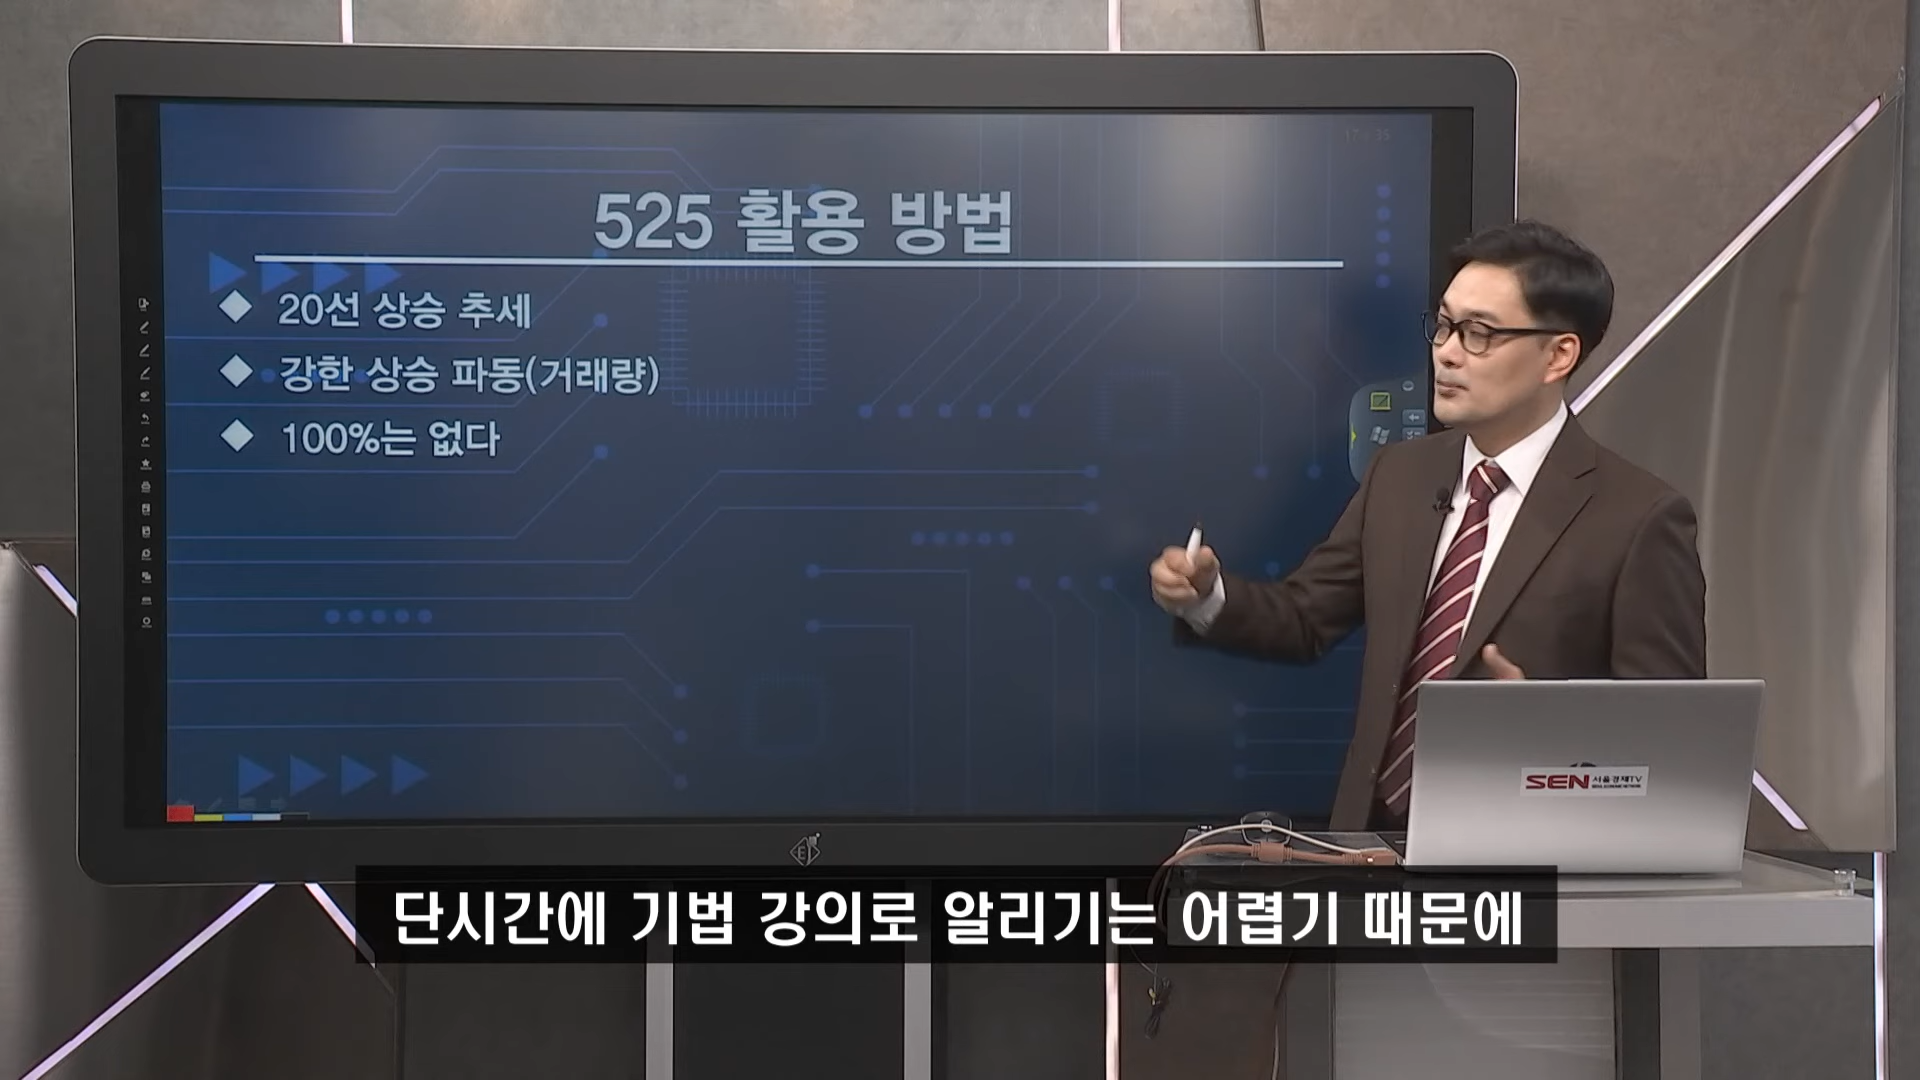 17 / 35
525 활용 방법
20선 상승 추세
강한 상승 파동(거래량)
100%는 없다
SEN 서울경제TV
단시간에 기법 강의로 알리기는 어렵기 때문에